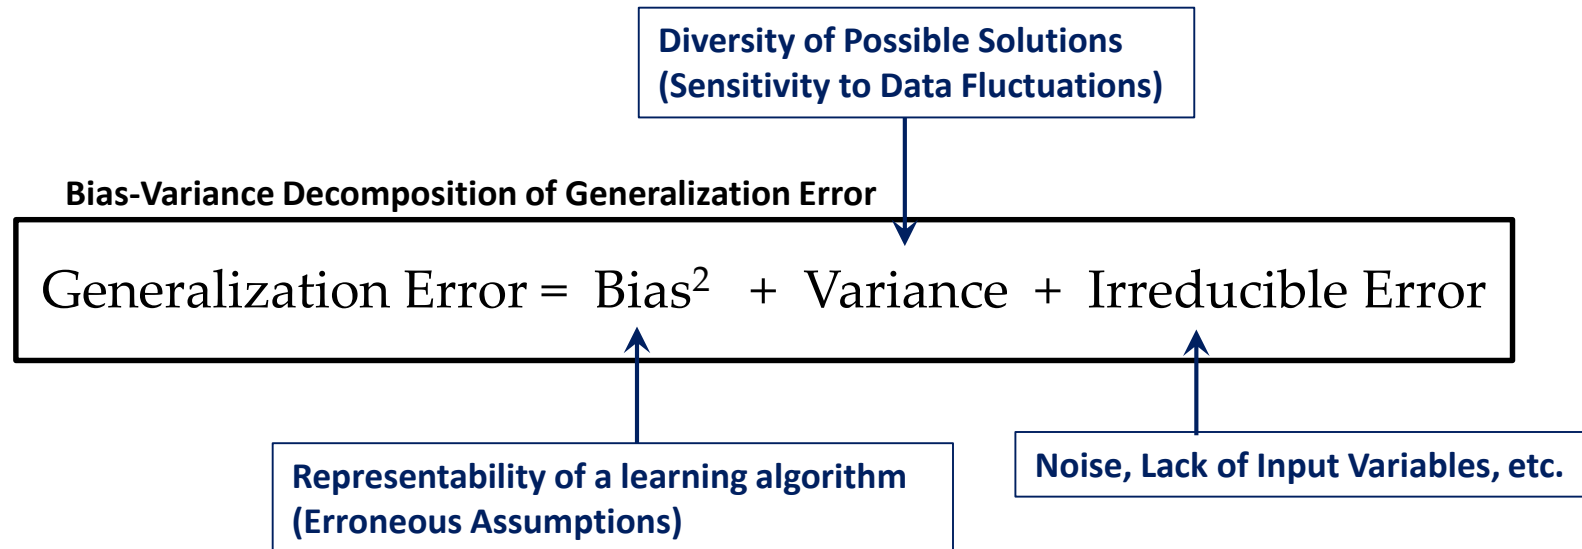 Diversity of Possible Solutions
(Sensitivity to Data Fluctuations)
Bias-Variance Decomposition of Generalization Error
Generalization Error = Bias² + Variance + Irreducible Error
Representability of a learning algorithm
(Erroneous Assumptions)
Noise, Lack of Input Variables, etc.